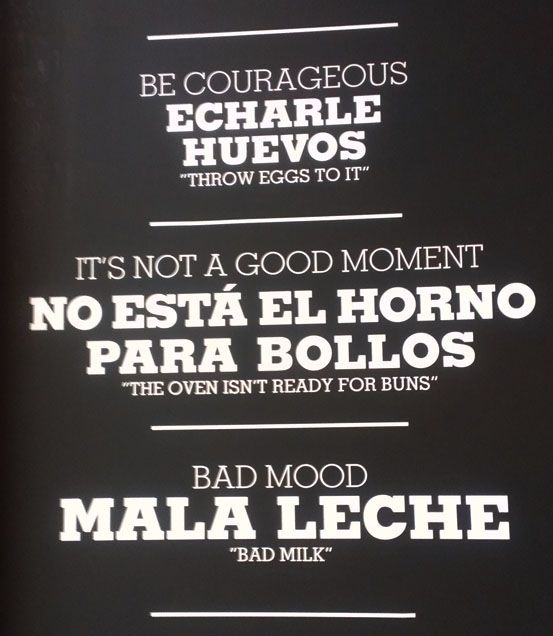 BE COURAGEOUS
ECHARLE
HUEVOS
"THROW EGGS TO IT"
IT'S NOT A GOOD MOMENT
NO ESTÁ EL HORNO
PARA BOLLOS
"THE OVEN ISN'T READY FOR BUNS"
BAD MOOD
MALA LECHE
"BAD MILK"